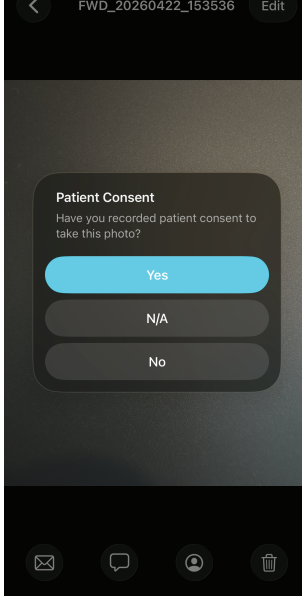 FWD_20260422_153536
Edit
Patient Consent
Have you recorded patient consent to
take this photo?
Yes
N/A
No